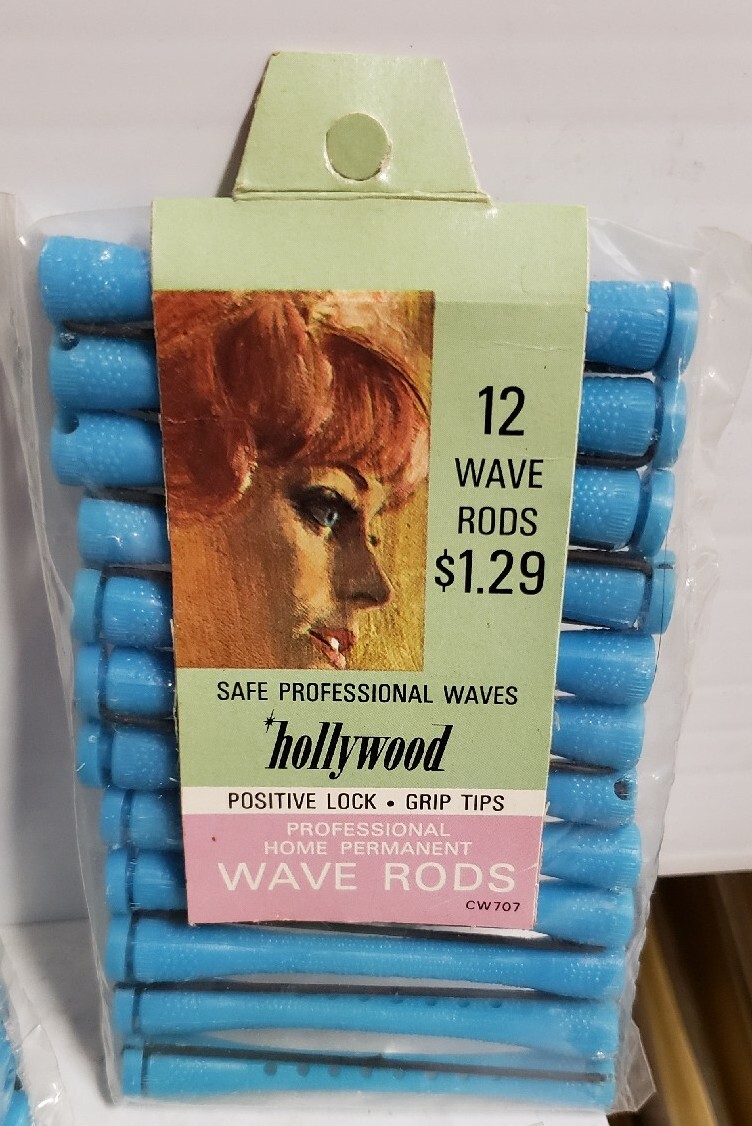 12
WAVE
RODS
$1.29
SAFE PROFESSIONAL WAVES
hollywood
POSITIVE LOCK • GRIP TIPS
PROFESSIONAL
HOME PERMANENT
WAVE RODS
CW707